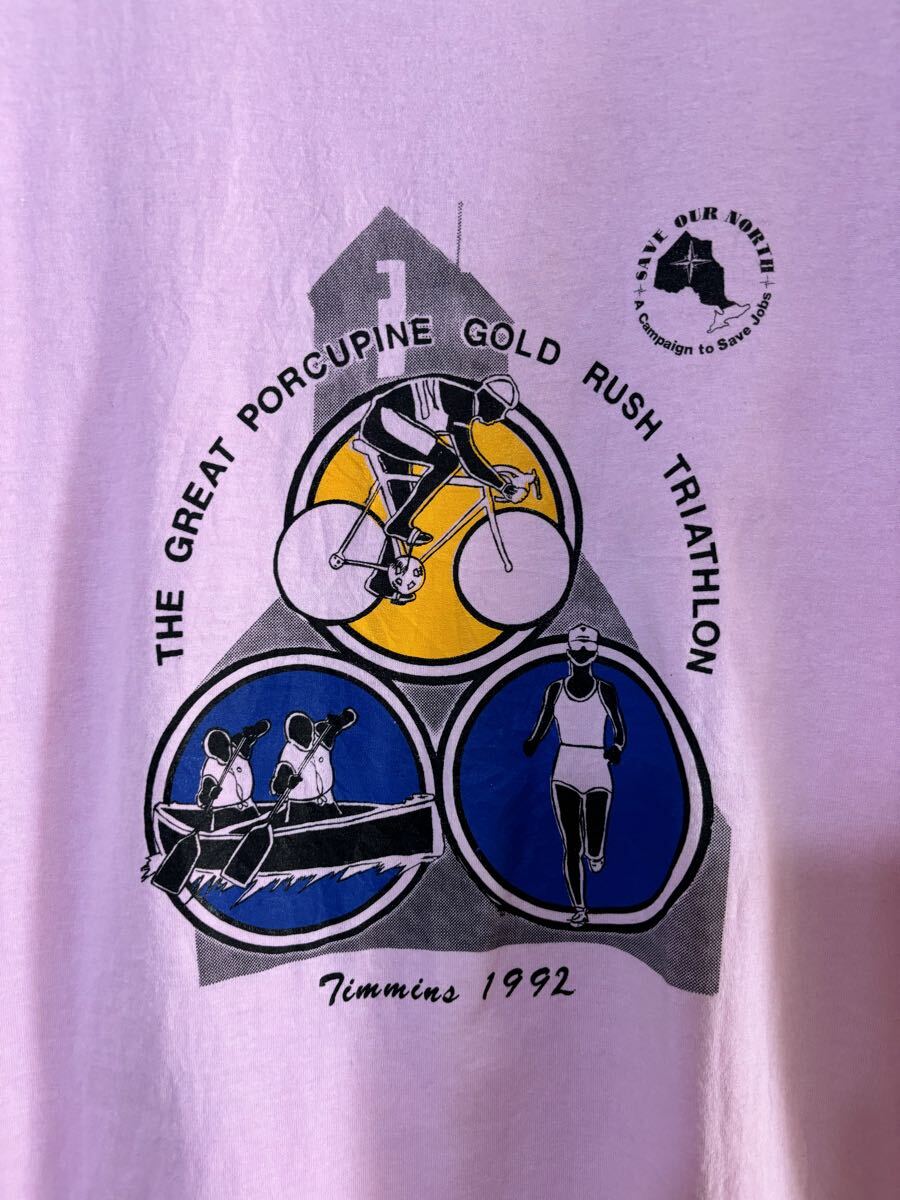 SAVE OUR NORTH
A Campaign to Save Jobs
THE GREAT PORCUPINE GOLD RUSH TRIATHLON
Timmins 1992